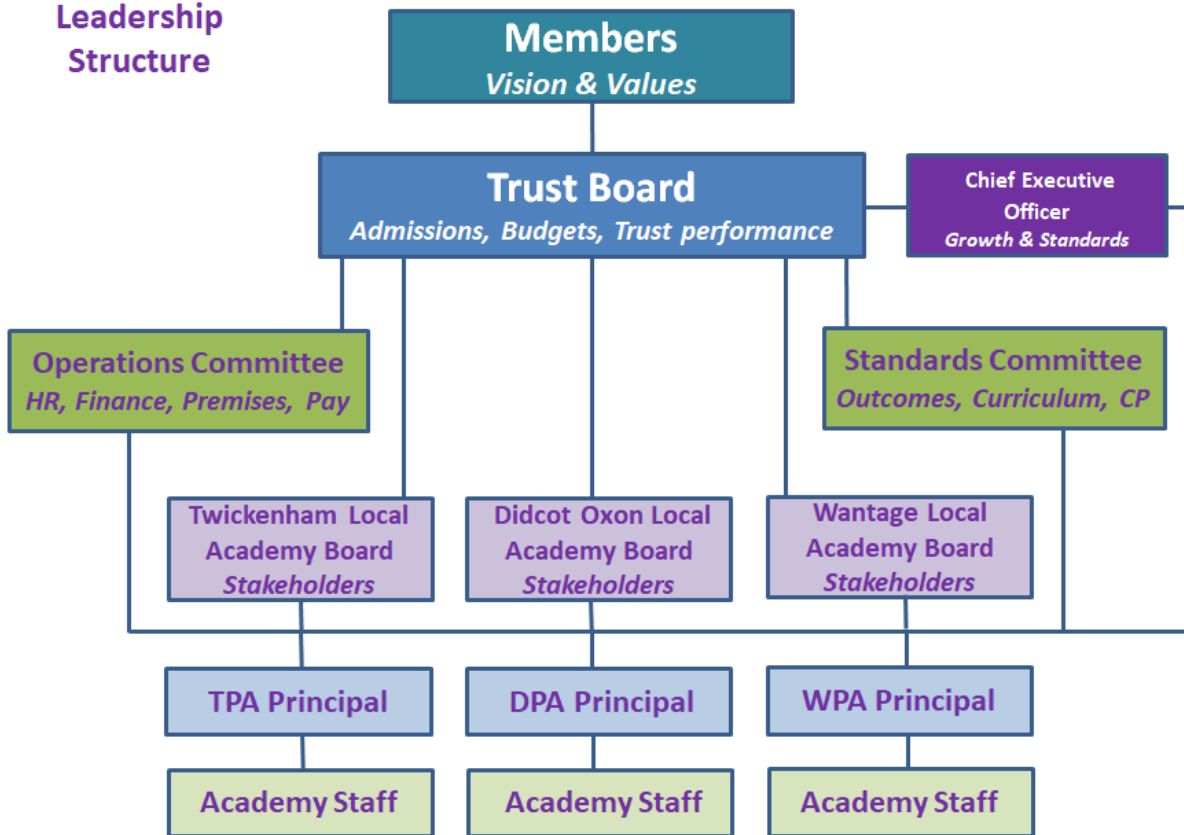 Leadership
Structure
Members
Vision & Values
Trust Board
Admissions, Budgets, Trust performance
Chief Executive
Officer
Growth & Standards
Operations Committee
HR, Finance, Premises, Pay
Standards Committee
Outcomes, Curriculum, CP
Twickenham Local
Academy Board
Stakeholders
Didcot Oxon Local
Academy Board
Stakeholders
Wantage Local
Academy Board
Stakeholders
TPA Principal
DPA Principal
WPA Principal
Academy Staff
Academy Staff
Academy Staff